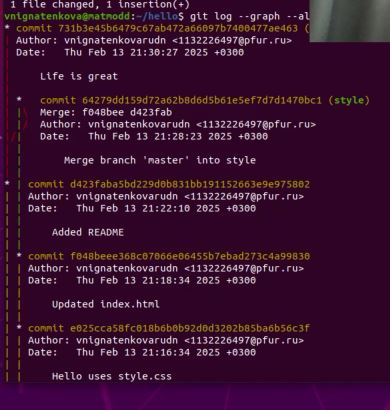 1 file changed, 1 insertion(+)
vnignatenkova@matmodd:~/hello$ git log --graph --al
* commit 731b3e45b6479c67ab472a66097b7400477ae463 (
| Author: vnignatenkovarudn <1132226497@pfur.ru>
| Date:   Thu Feb 13 21:30:27 2025 +0300
|
|     Life is great
|
| *   commit 64279dd159d72a62b8d6d5b61e5ef7d7d1470bc1 (style)
| |\  Merge: f048bee d423fab
| |/  Author: vnignatenkovarudn <1132226497@pfur.ru>
|/|   Date:   Thu Feb 13 21:28:23 2025 +0300
| |
| |       Merge branch 'master' into style
| |
* | commit d423faba5bd229d0b831bb191152663e9e975802
| | Author: vnignatenkovarudn <1132226497@pfur.ru>
| | Date:   Thu Feb 13 21:22:10 2025 +0300
| |
| |     Added README
| |
| * commit f048beee368c07066e06455b7ebad273c4a99830
| | Author: vnignatenkovarudn <1132226497@pfur.ru>
| | Date:   Thu Feb 13 21:18:34 2025 +0300
| |
| |     Updated index.html
| |
| * commit e025cca58fc018b6b0b92d0d3202b85ba6b56c3f
| | Author: vnignatenkovarudn <1132226497@pfur.ru>
| | Date:   Thu Feb 13 21:16:34 2025 +0300
| |
| |     Hello uses style.css